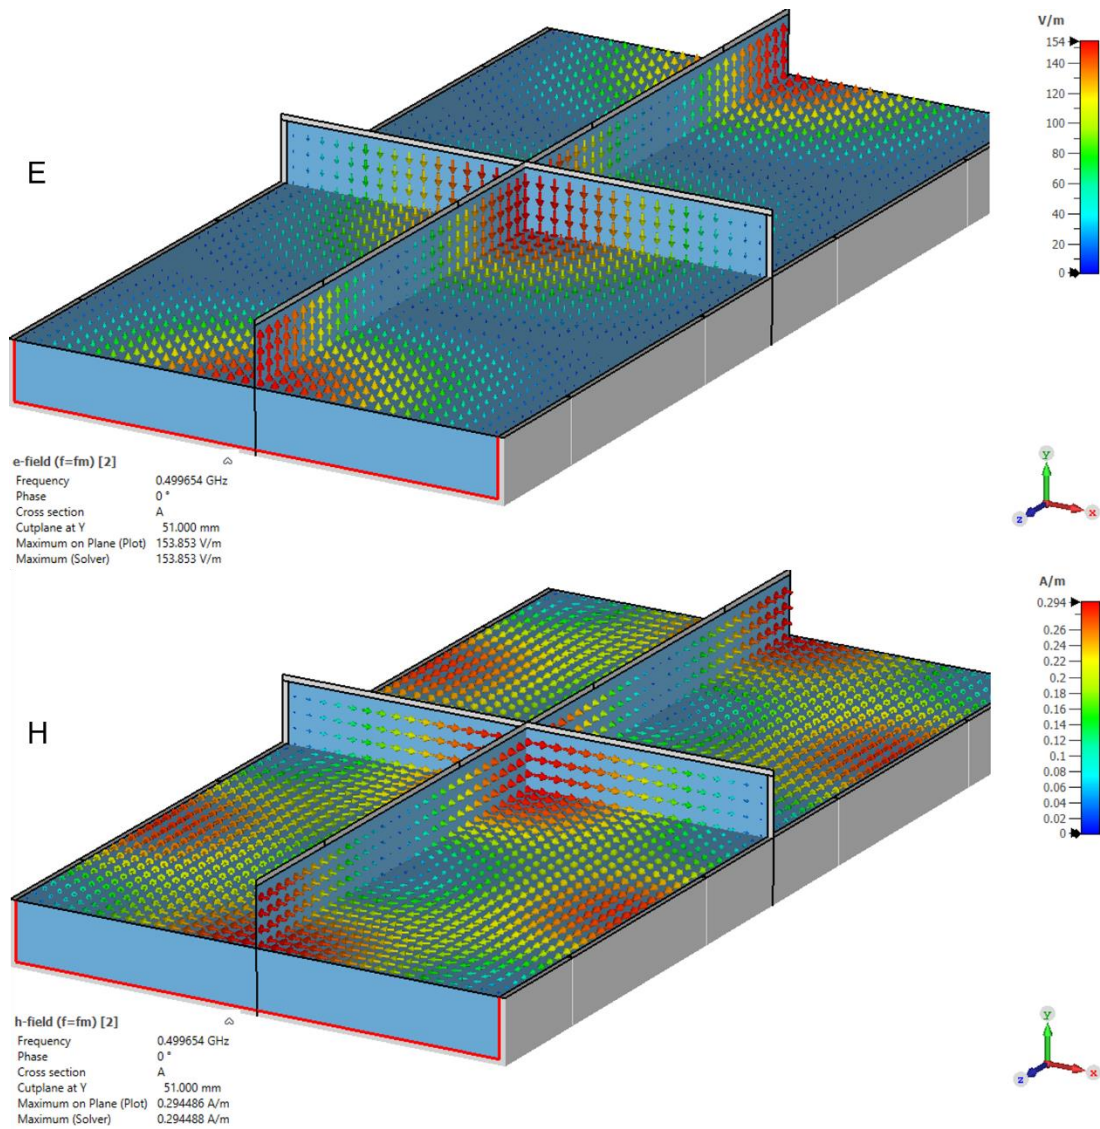 E
V/m
154
140
120
100
80
60
40
20
0
y
z
x
e-field (f=fm) [2]
Frequency 0.499654 GHz
Phase 0 °
Cross section A
Cutplane at Y 51.000 mm
Maximum on Plane (Plot) 153.853 V/m
Maximum (Solver) 153.853 V/m
H
A/m
0.294
0.26
0.24
0.22
0.2
0.18
0.16
0.14
0.12
0.1
0.08
0.06
0.04
0.02
0
y
z
x
h-field (f=fm) [2]
Frequency 0.499654 GHz
Phase 0 °
Cross section A
Cutplane at Y 51.000 mm
Maximum on Plane (Plot) 0.294486 A/m
Maximum (Solver) 0.294488 A/m